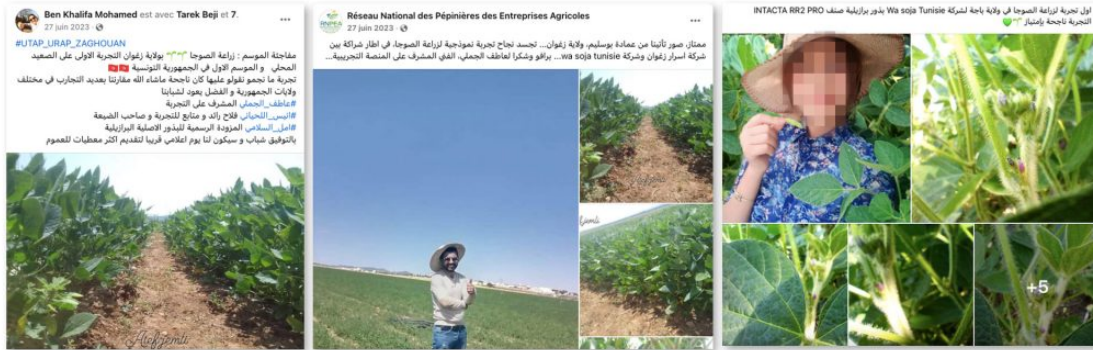 Ben Khalifa Mohamed est avec Tarek Beji et 7.
27 juin 2023
#UTAP_URAP_ZAGHOUAN
مفاجئة الموسم : زراعة الصوجا بولاية زغوان التجربة الاولى على الصعيد
المحلي. و الموسم الاول في الجمهورية التونسية
تجربة ما نجمو نقولو عليها كان ناجحة ماشاء الله مقارنتا بعديد التجارب في مختلف
ولايات الجمهورية و الفضل يعود لشبابنا
#عاطف_الجملي المشرف على التجربة
#انيس_اللحياني فلاح رائد و متابع للتجربة و صاحب الضيعة
#امل_السلامي المزودة الرسمية للبذور الاصلية البرازيلية
بالتوفيق شباب و سيكون لنا يوم اعلامي قريبا لتقديم اكثر معطيات للعموم
Atefjemli
RNPEA
Réseau National des Pépinières des Entreprises Agricoles
27 juin 2023
ممتاز، صور تأتينا من عمادة بوسليم، ولاية زغوان... تجسد نجاح تجربة نموذجية لزراعة الصوجا، في اطار شراكة بين
شركة اسرار زغوان وشركة wa soja tunisie... برافو وشكرا لعاطف الجملي، الفني المشرف على المنصة التجريبية...
اول تجربة لزراعة الصوجا في ولاية باجة لشركة Wa soja Tunisie بذور برازيلية صنف INTACTA RR2 PRO
التجربة ناجحة بإمتياز
+5